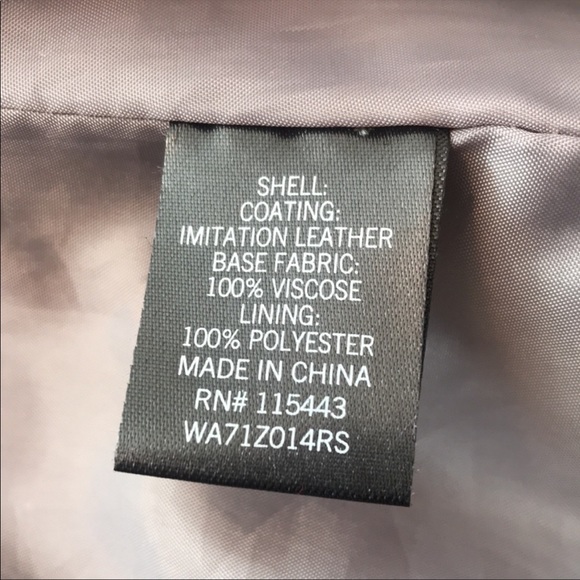 SHELL:
COATING:
IMITATION LEATHER
BASE FABRIC:
100% VISCOSE
LINING:
100% POLYESTER
MADE IN CHINA
RN# 115443
WA71Z014RS